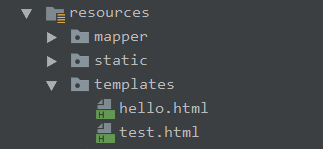 resources
mapper
static
templates
hello.html
test.html